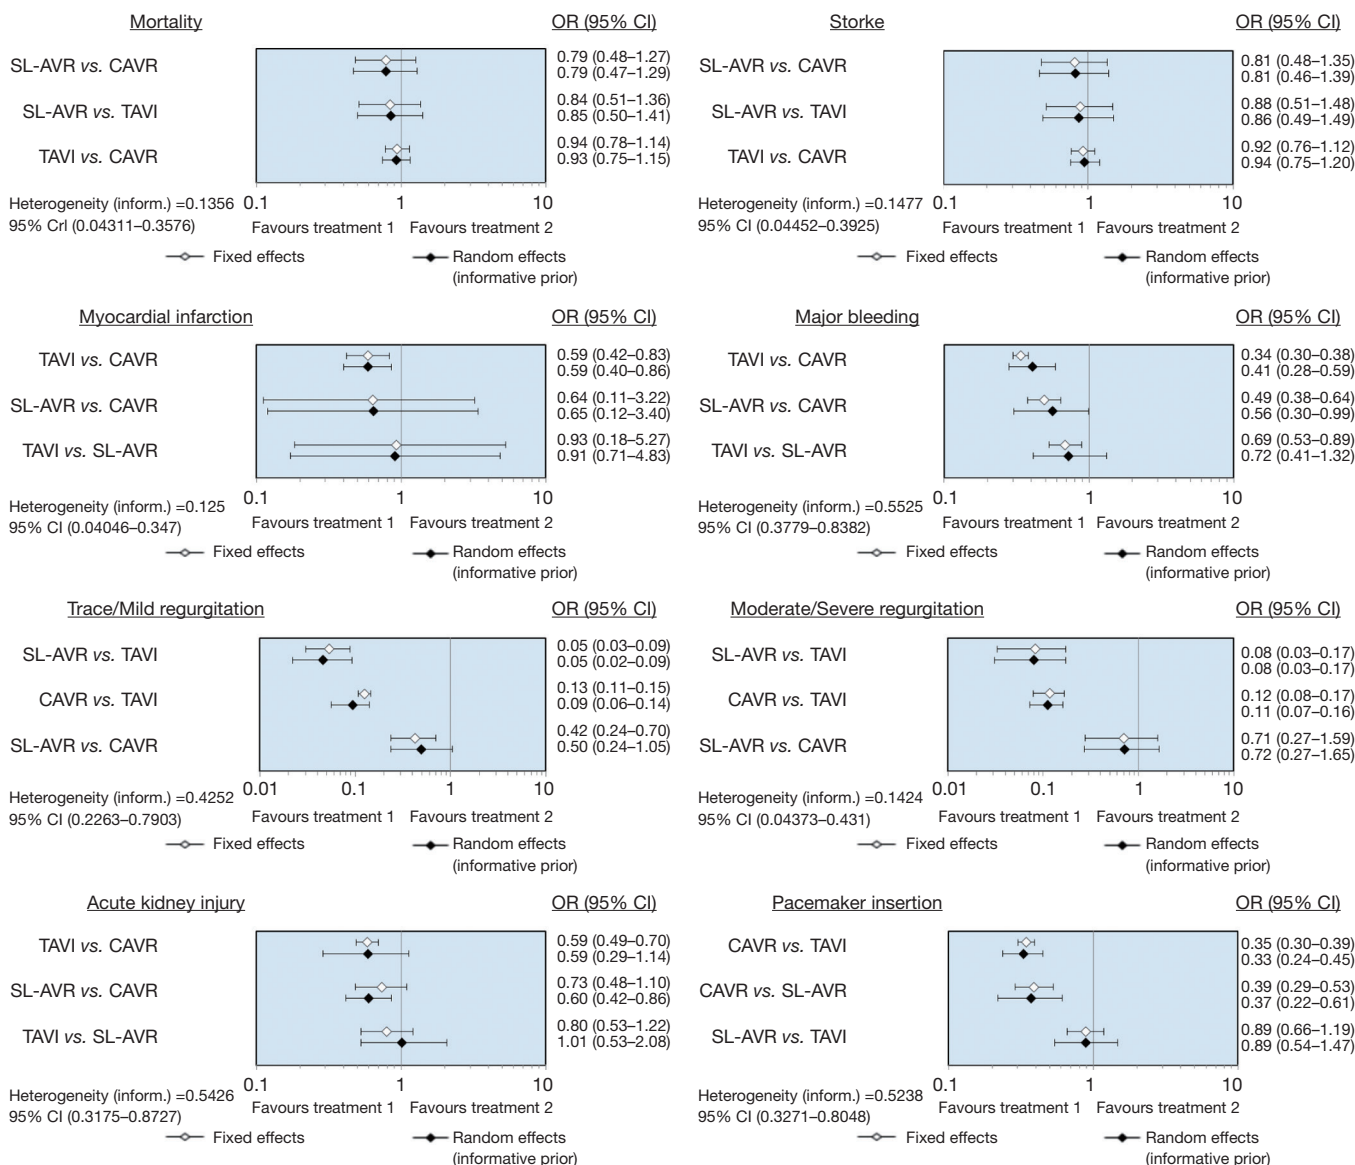 Mortality OR (95% CI)
SL-AVR vs. CAVR 0.79 (0.48–1.27)
0.79 (0.47–1.29)
SL-AVR vs. TAVI 0.84 (0.51–1.36)
0.85 (0.50–1.41)
TAVI vs. CAVR 0.94 (0.78–1.14)
0.93 (0.75–1.15)
0.1 1 10
Heterogeneity (inform.) =0.1356
95% CrI (0.04311–0.3576) Favours treatment 1 Favours treatment 2
Fixed effects Random effects
(informative prior)
Storke OR (95% CI)
SL-AVR vs. CAVR 0.81 (0.48–1.35)
0.81 (0.46–1.39)
SL-AVR vs. TAVI 0.88 (0.51–1.48)
0.86 (0.49–1.49)
TAVI vs. CAVR 0.92 (0.76–1.12)
0.94 (0.75–1.20)
0.1 1 10
Heterogeneity (inform.) =0.1477
95% CI (0.04452–0.3925) Favours treatment 1 Favours treatment 2
Fixed effects Random effects
(informative prior)
Myocardial infarction OR (95% CI)
TAVI vs. CAVR 0.59 (0.42–0.83)
0.59 (0.40–0.86)
SL-AVR vs. CAVR 0.64 (0.11–3.22)
0.65 (0.12–3.40)
TAVI vs. SL-AVR 0.93 (0.18–5.27)
0.91 (0.71–4.83)
0.1 1 10
Heterogeneity (inform.) =0.125
95% CI (0.04046–0.347) Favours treatment 1 Favours treatment 2
Fixed effects Random effects
(informative prior)
Major bleeding OR (95% CI)
TAVI vs. CAVR 0.34 (0.30–0.38)
0.41 (0.28–0.59)
SL-AVR vs. CAVR 0.49 (0.38–0.64)
0.56 (0.30–0.99)
TAVI vs. SL-AVR 0.69 (0.53–0.89)
0.72 (0.41–1.32)
0.1 1 10
Heterogeneity (inform.) =0.5525
95% CI (0.3779–0.8382) Favours treatment 1 Favours treatment 2
Fixed effects Random effects
(informative prior)
Trace/Mild regurgitation OR (95% CI)
SL-AVR vs. TAVI 0.05 (0.03–0.09)
0.05 (0.02–0.09)
CAVR vs. TAVI 0.13 (0.11–0.15)
0.09 (0.06–0.14)
SL-AVR vs. CAVR 0.42 (0.24–0.70)
0.50 (0.24–1.05)
0.01 0.1 1 10
Heterogeneity (inform.) =0.4252
95% CI (0.2263–0.7903) Favours treatment 1 Favours treatment 2
Fixed effects Random effects
(informative prior)
Moderate/Severe regurgitation OR (95% CI)
SL-AVR vs. TAVI 0.08 (0.03–0.17)
0.08 (0.03–0.17)
CAVR vs. TAVI 0.12 (0.08–0.17)
0.11 (0.07–0.16)
SL-AVR vs. CAVR 0.71 (0.27–1.59)
0.72 (0.27–1.65)
0.01 0.1 1 10
Heterogeneity (inform.) =0.1424
95% CI (0.04373–0.431) Favours treatment 1 Favours treatment 2
Fixed effects Random effects
(informative prior)
Acute kidney injury OR (95% CI)
TAVI vs. CAVR 0.59 (0.49–0.70)
0.59 (0.29–1.14)
SL-AVR vs. CAVR 0.73 (0.48–1.10)
0.60 (0.42–0.86)
TAVI vs. SL-AVR 0.80 (0.53–1.22)
1.01 (0.53–2.08)
0.1 1 10
Heterogeneity (inform.) =0.5426
95% CI (0.3175–0.8727) Favours treatment 1 Favours treatment 2
Fixed effects Random effects
(informative prior)
Pacemaker insertion OR (95% CI)
CAVR vs. TAVI 0.35 (0.30–0.39)
0.33 (0.24–0.45)
CAVR vs. SL-AVR 0.39 (0.29–0.53)
0.37 (0.22–0.61)
SL-AVR vs. TAVI 0.89 (0.66–1.19)
0.89 (0.54–1.47)
0.1 1 10
Heterogeneity (inform.) =0.5238
95% CI (0.3271–0.8048) Favours treatment 1 Favours treatment 2
Fixed effects Random effects
(informative prior)